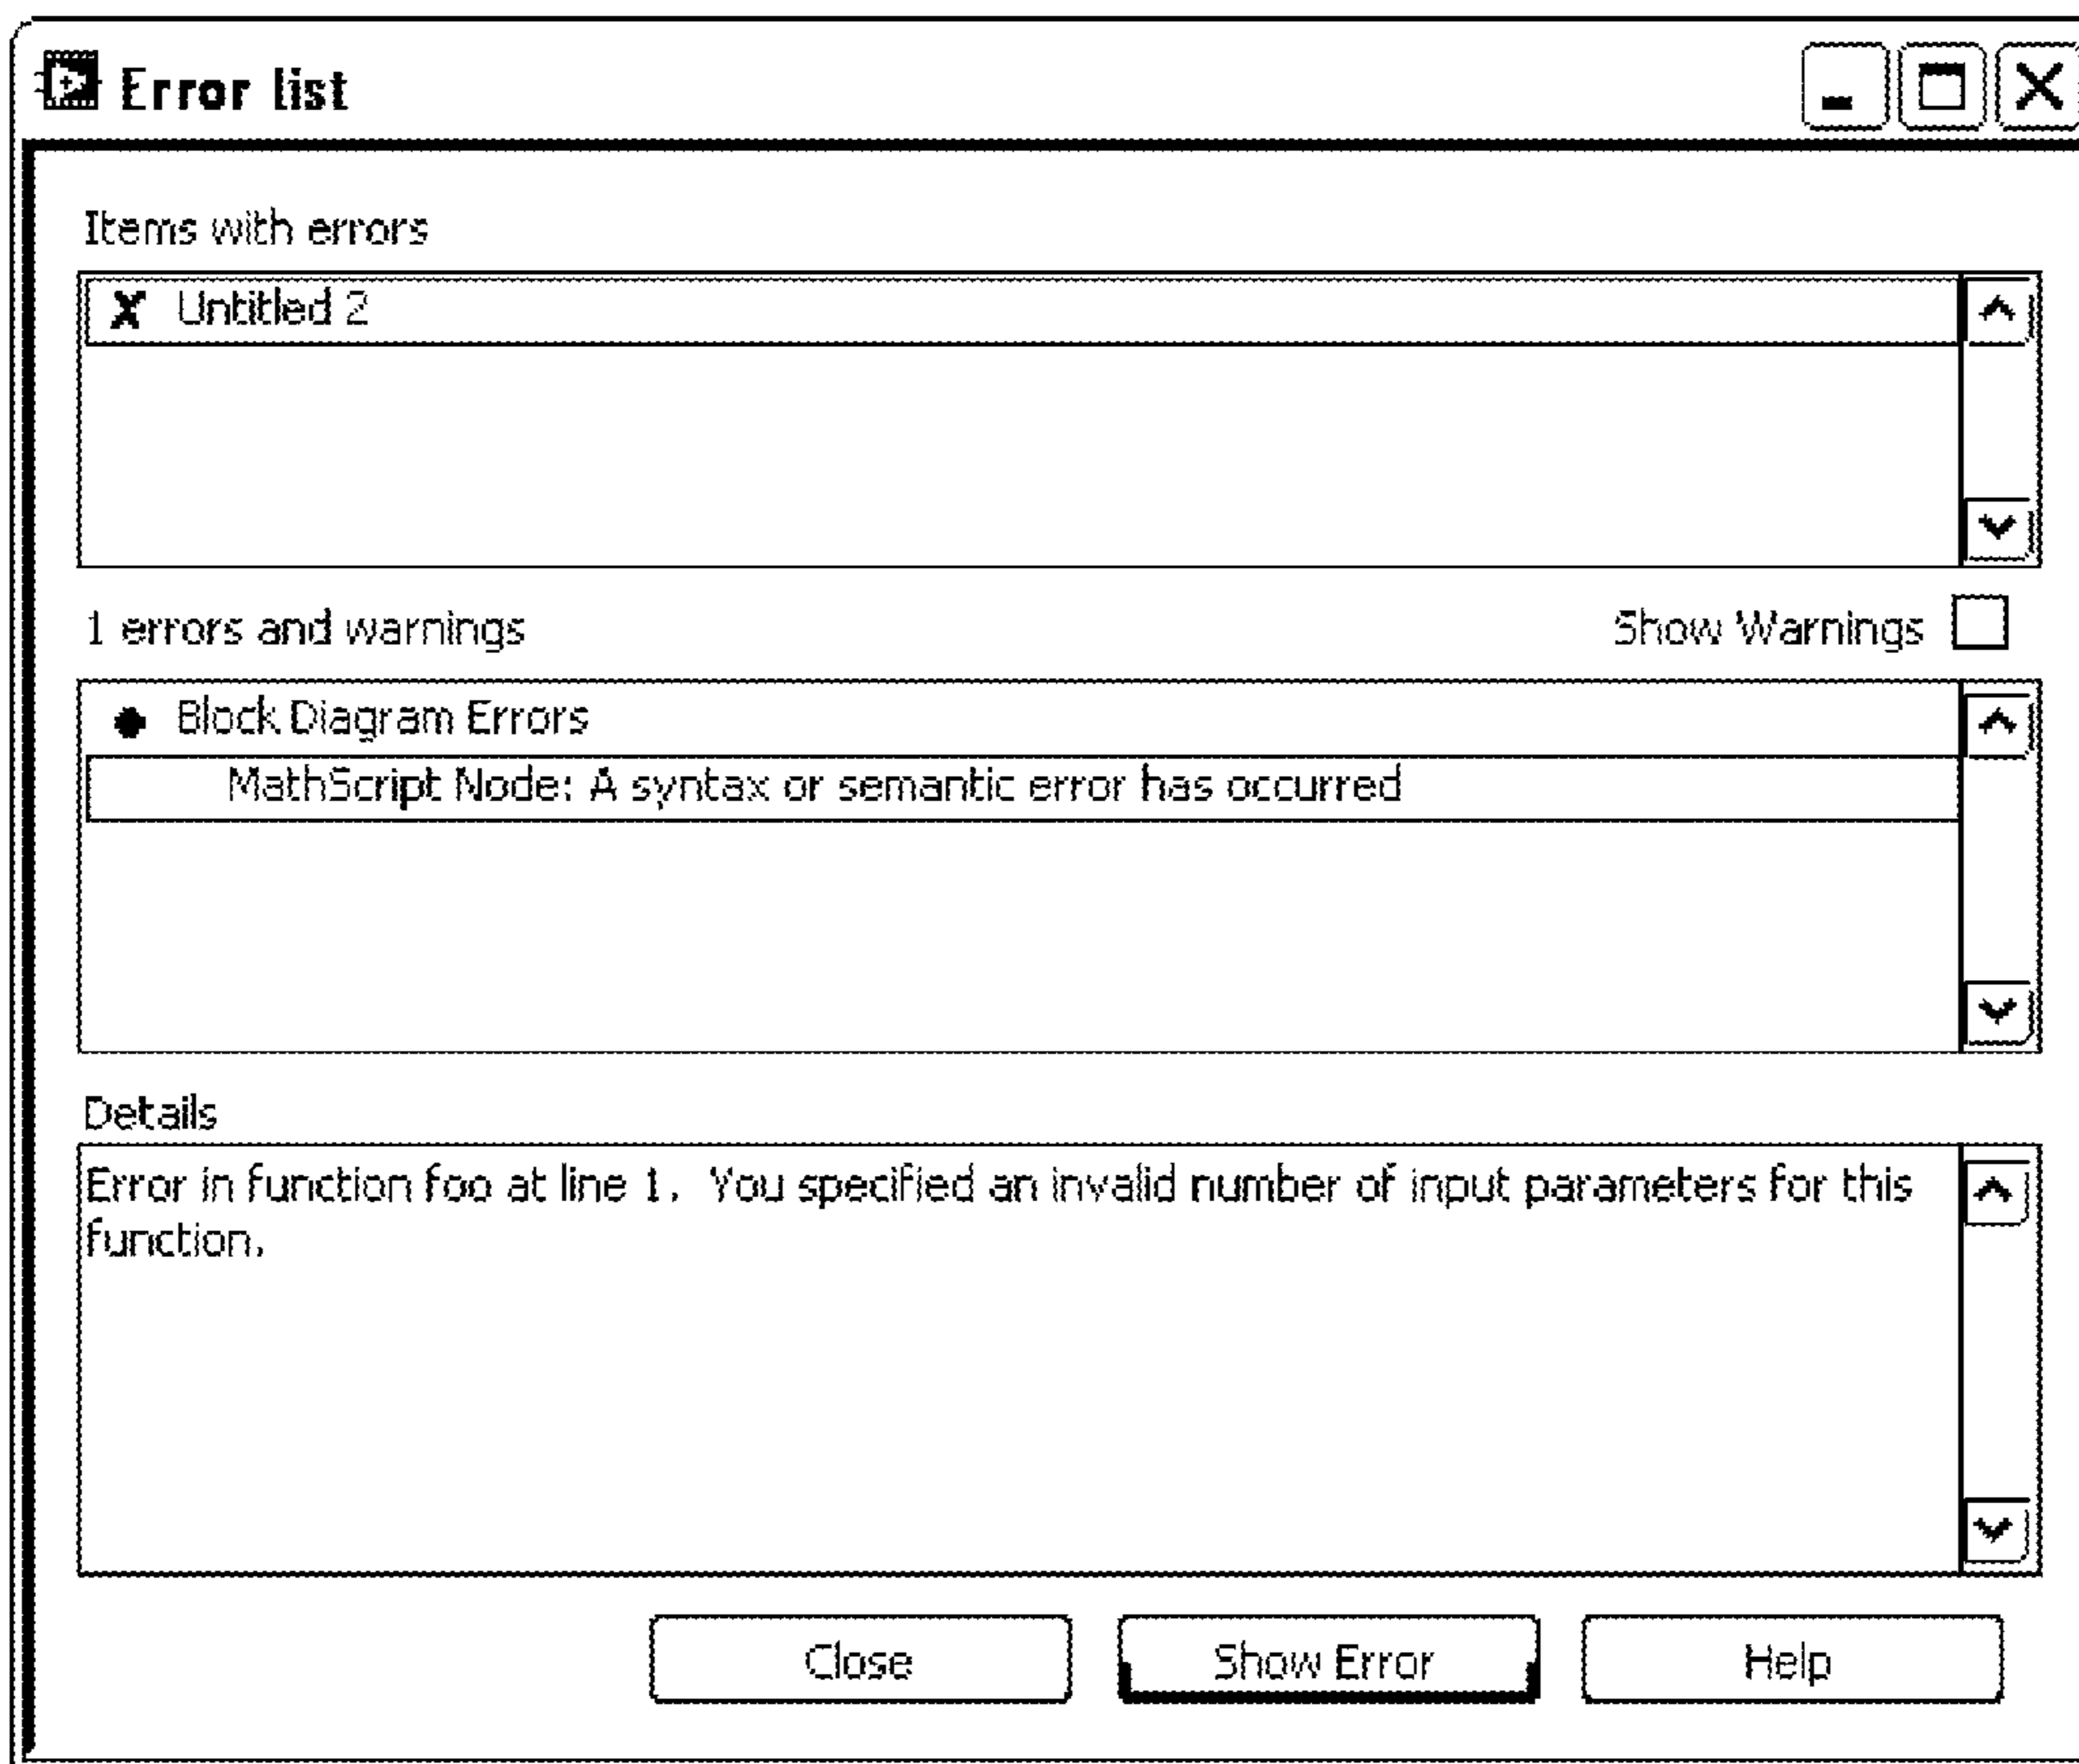 Error list
Items with errors
X Untitled 2
1 errors and warnings Show Warnings
Block Diagram Errors
MathScript Node: A syntax or semantic error has occurred
Details
Error in function foo at line 1. You specified an invalid number of input parameters for this
function.
Close Show Error Help